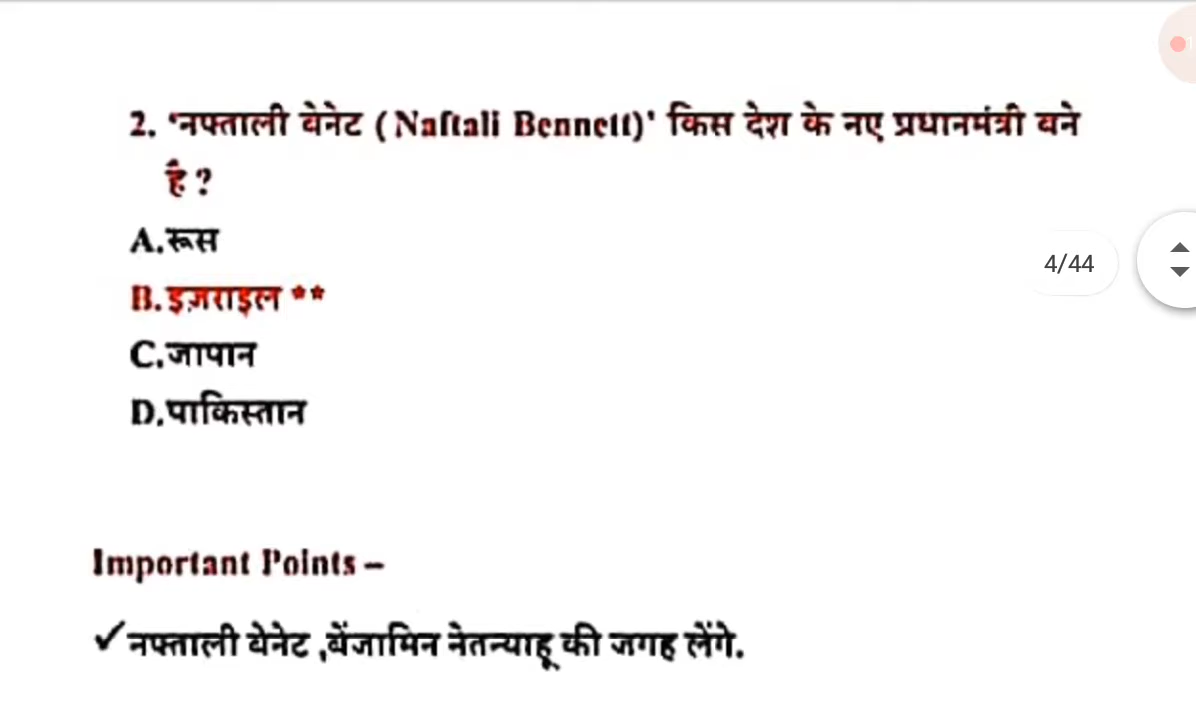 2. 'नफ्ताली बेनेट (Naftali Bennett)' किस देश के नए प्रधानमंत्री बने
है ?
A.रूस
B.इज़राइल **
4/44
C.जापान
D.पाकिस्तान
Important Points –
✓नफ्ताली बेनेट ,बेंजामिन नेतन्याहू की जगह लेंगे.